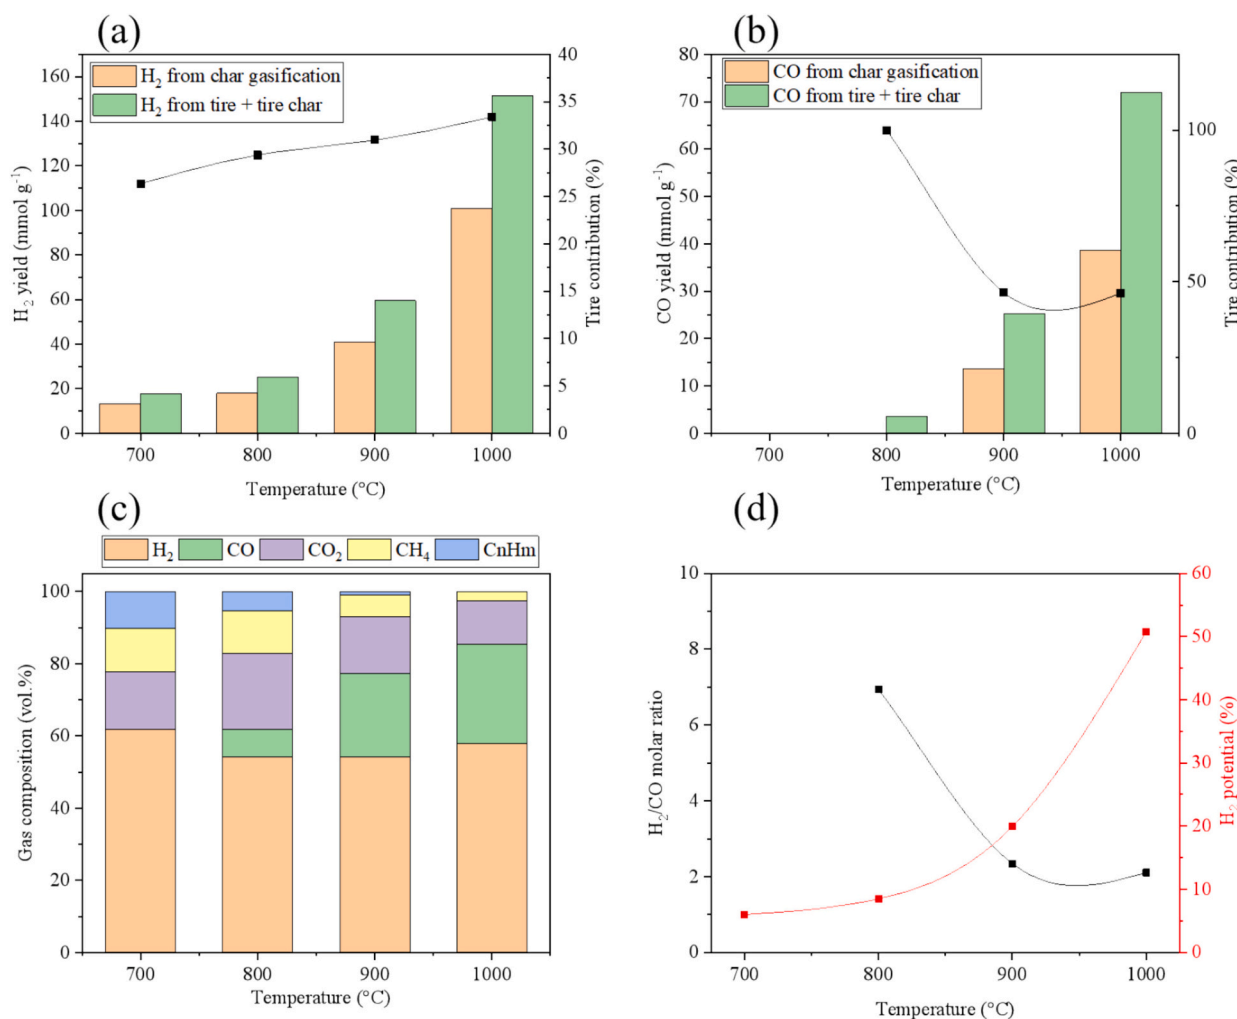 (a)
H₂ from char gasification
H₂ from tire + tire char
H₂ yield (mmol g⁻¹)
160
140
120
100
80
60
40
20
0
40
35
30
25
20
15
10
5
0
Tire contribution (%)
700 800 900 1000
Temperature (°C)
(b)
CO from char gasification
CO from tire + tire char
CO yield (mmol g⁻¹)
80
70
60
50
40
30
20
10
0
100
50
0
Tire contribution (%)
700 800 900 1000
Temperature (°C)
(c)
H₂ CO CO₂ CH₄ CnHm
Gas composition (vol.%)
100
80
60
40
20
0
700 800 900 1000
Temperature (°C)
(d)
H₂/CO molar ratio
10
8
6
4
2
0
60
50
40
30
20
10
0
H₂ potential (%)
700 800 900 1000
Temperature (°C)